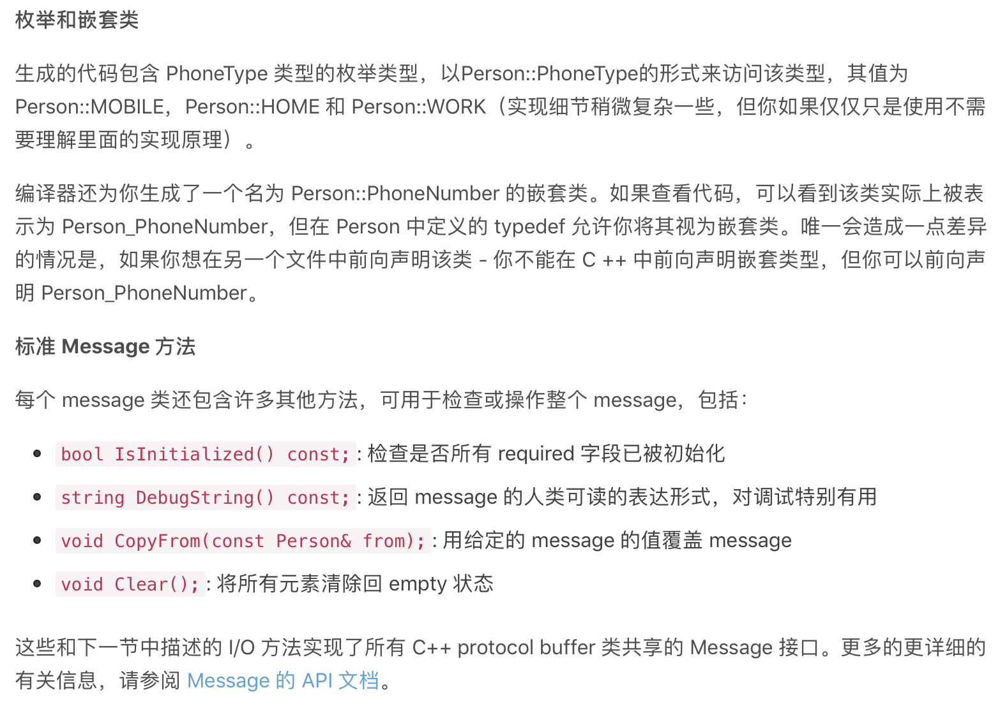 枚举和嵌套类
生成的代码包含 PhoneType 类型的枚举类型，以Person::PhoneType的形式来访问该类型，其值为
Person::MOBILE，Person::HOME 和 Person::WORK（实现细节稍微复杂一些，但你如果仅仅只是使用不需
要理解里面的实现原理）。
编译器还为你生成了一个名为 Person::PhoneNumber 的嵌套类。如果查看代码，可以看到该类实际上被表
示为 Person_PhoneNumber，但在 Person 中定义的 typedef 允许你将其视为嵌套类。唯一会造成一点差异
的情况是，如果你想在另一个文件中前向声明该类 - 你不能在 C ++ 中前向声明嵌套类型，但你可以前向声
明 Person_PhoneNumber。
标准 Message 方法
每个 message 类还包含许多其他方法，可用于检查或操作整个 message，包括：
• bool IsInitialized() const;: 检查是否所有 required 字段已被初始化
• string DebugString() const;: 返回 message 的人类可读的表达形式，对调试特别有用
• void CopyFrom(const Person& from);: 用给定的 message 的值覆盖 message
• void Clear();: 将所有元素清除回 empty 状态
这些和下一节中描述的 I/O 方法实现了所有 C++ protocol buffer 类共享的 Message 接口。更多的更详细的
有关信息，请参阅 Message 的 API 文档。